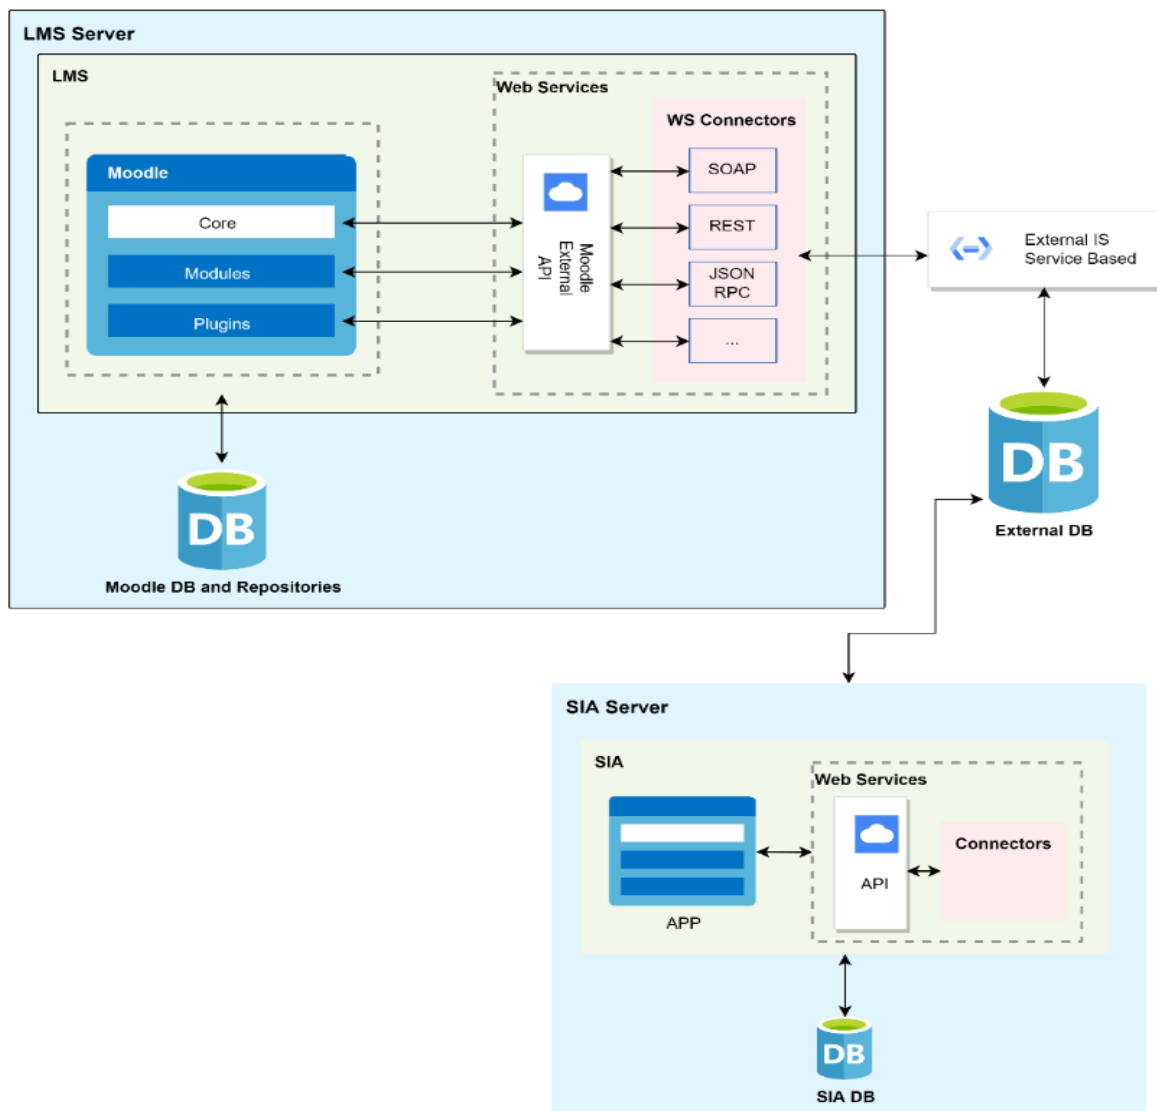 LMS Server
LMS
Web Services
WS Connectors
Moodle
Core
Modules
Plugins
Moodle
External
API
SOAP
REST
JSON
RPC
...
External IS
Service Based
DB
External DB
DB
Moodle DB and Repositories
SIA Server
SIA
Web Services
APP
API
Connectors
DB
SIA DB